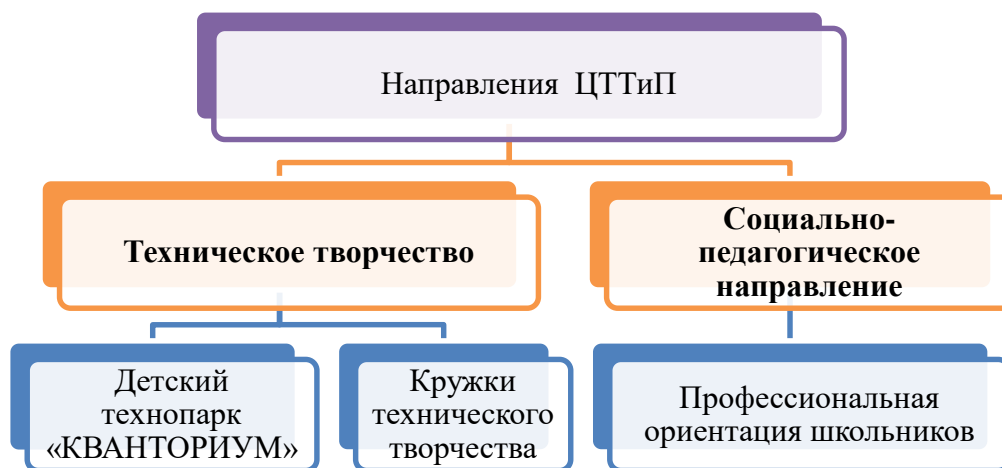 Направления ЦТТиП
Техническое творчество
Социально-
педагогическое
направление
Детский
технопарк
«КВАНТОРИУМ»
Кружки
технического
творчества
Профессиональная
ориентация школьников